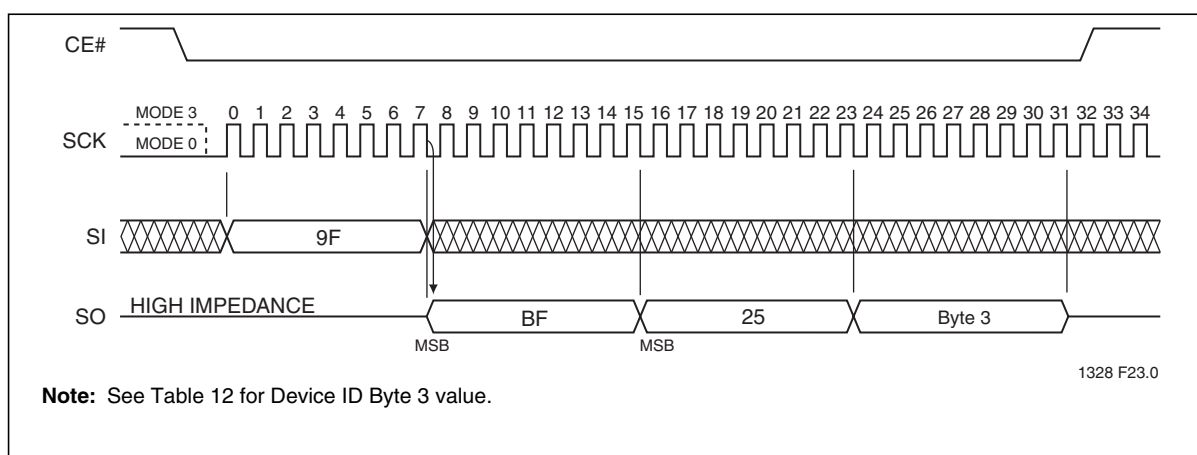 CE#
MODE 3
0 1 2 3 4 5 6 7 8 9 10 11 12 13 14 15 16 17 18 19 20 21 22 23 24 25 26 27 28 29 30 31 32 33 34
SCK
MODE 0
SI
9F
HIGH IMPEDANCE
SO
BF
25
Byte 3
MSB
MSB
1328 F23.0
Note: See Table 12 for Device ID Byte 3 value.